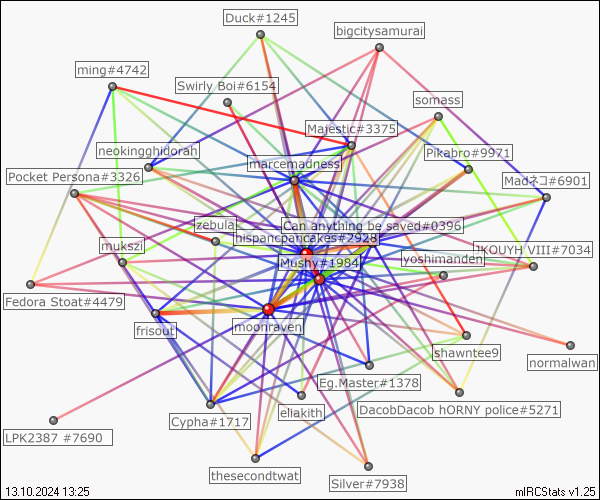 Duck#1245
bigcitysamurai
ming#4742
Swirly Boi#6154
somass
Majestic#3375
neokingghidorah
Pikabro#9971
marcemadness
Pocket Persona#3326
Madネコ#6901
zebula
Can anything be saved#0396
hispancpancakes#2928
mukszi
JKOUYH VIII#7034
Mushy#1984
yoshimanden
Fedora Stoat#4479
moonraven
frisout
shawntee9
normalwan
Eg.Master#1378
eliakith
DacobDacob hORNY police#5271
Cypha#1717
LPK2387 #7690
thesecondtwat
Silver#7938
13.10.2024 13:25
mIRCStats v1.25